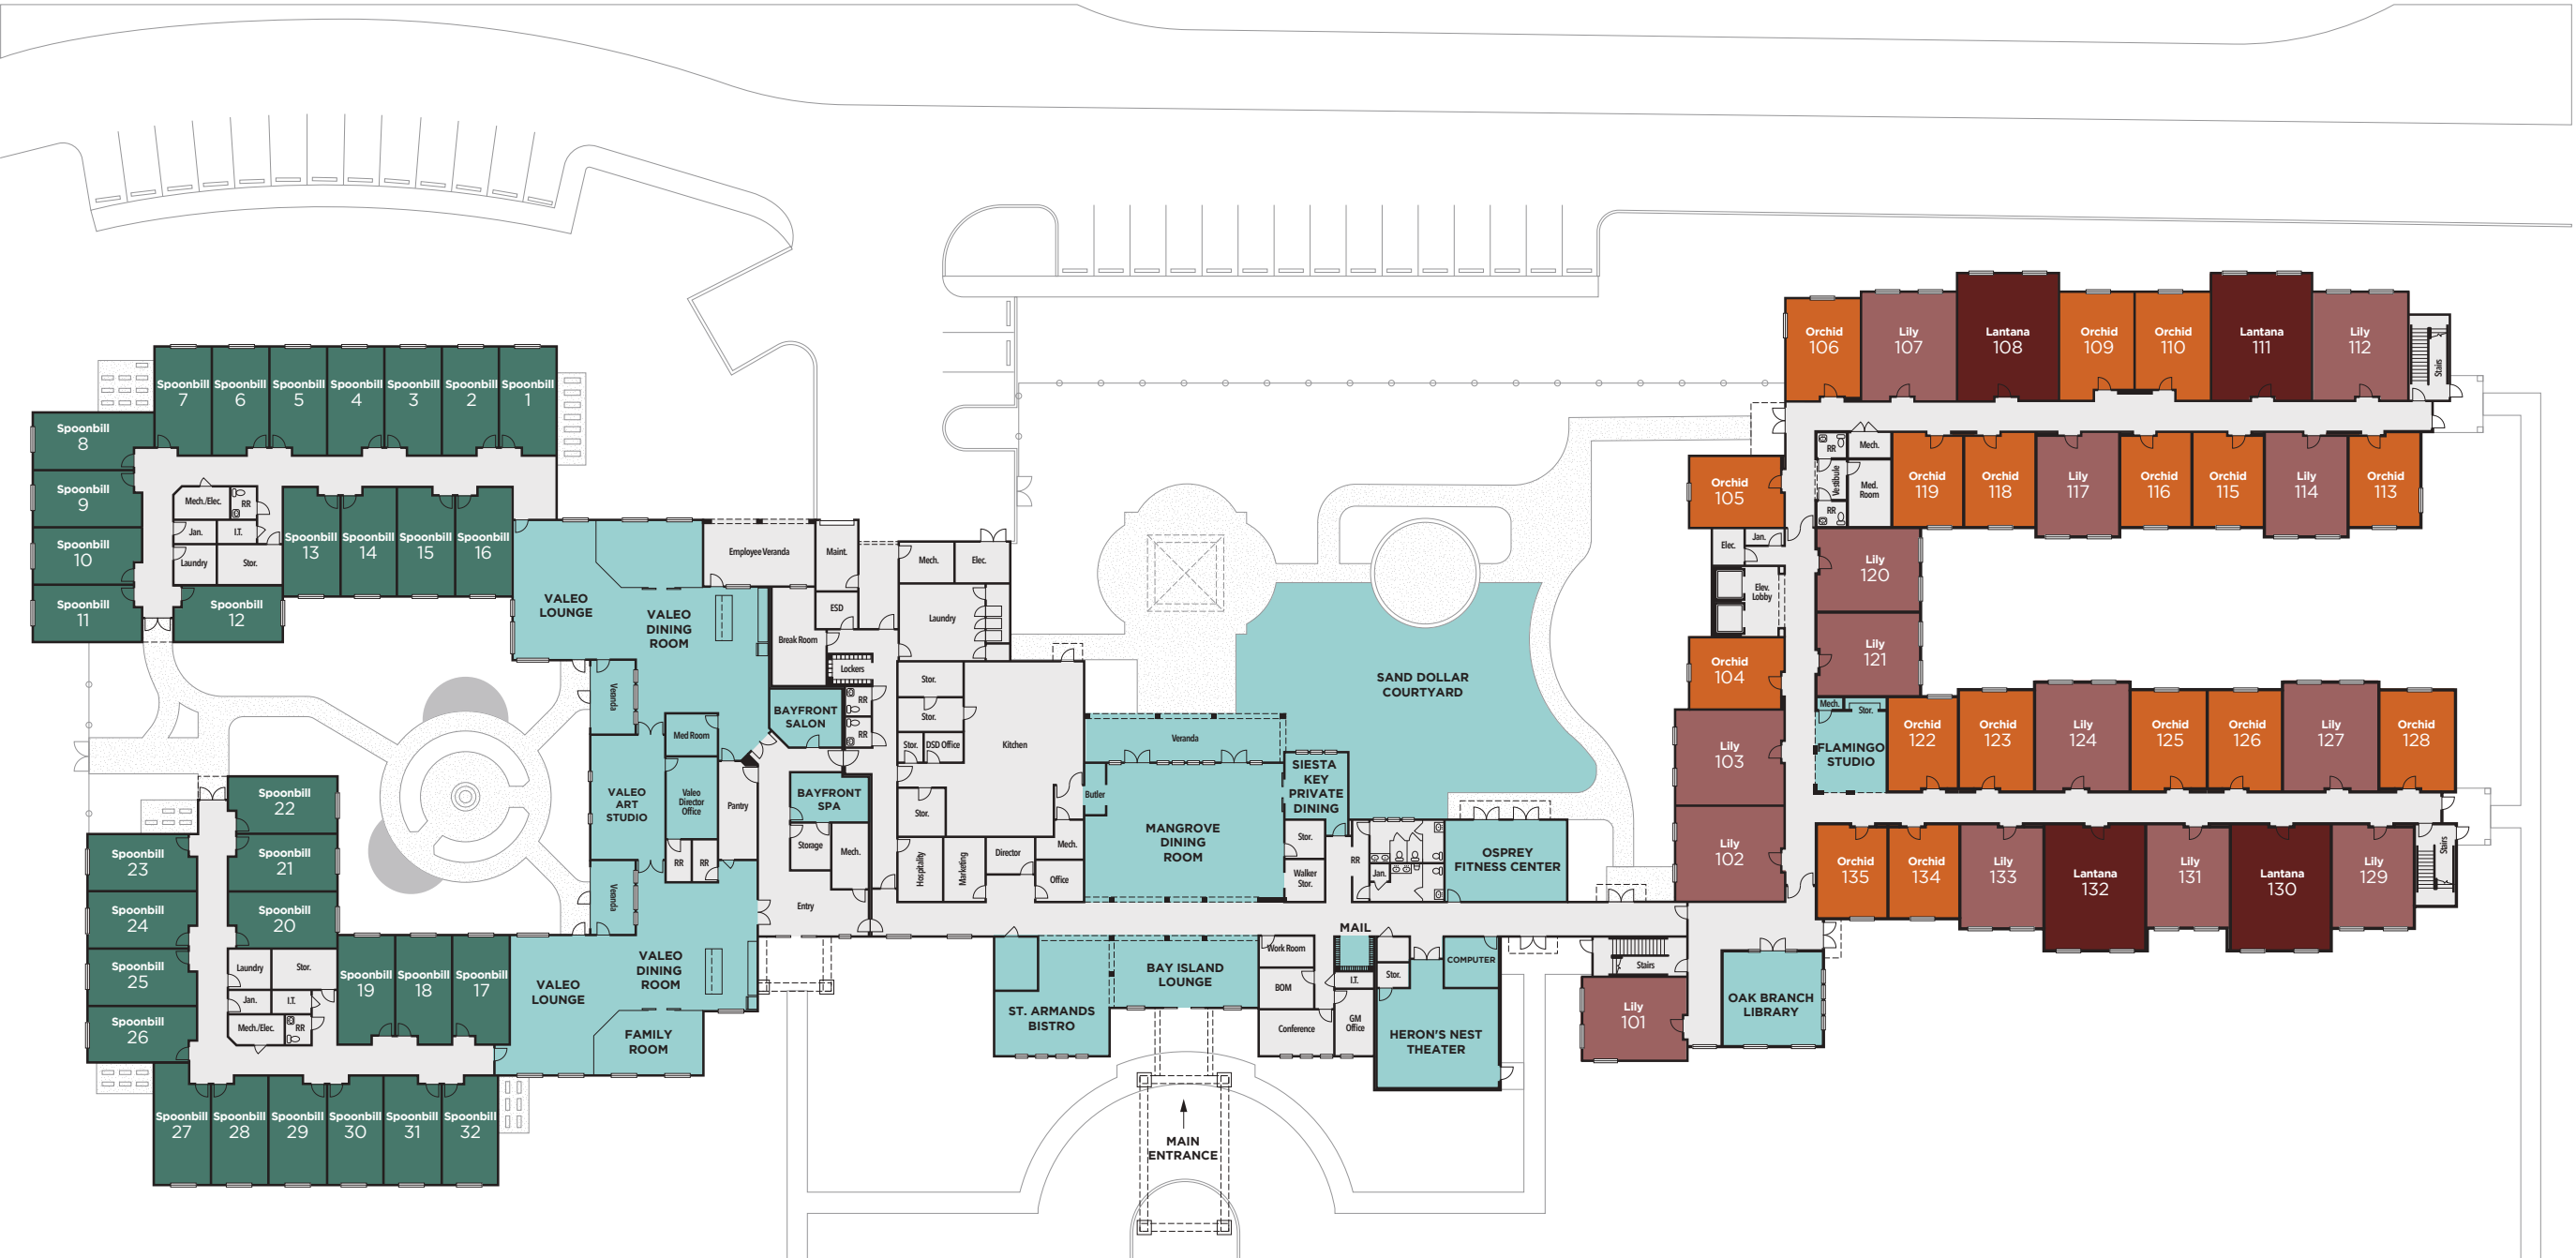 Spoonbill
7
Spoonbill
6
Spoonbill
5
Spoonbill
4
Spoonbill
3
Spoonbill
2
Spoonbill
1
Spoonbill
8
Spoonbill
9
Spoonbill
10
Spoonbill
11
Spoonbill
12
Mech./Elec.
RR
Jan.
I.T.
Laundry
Stor.
Spoonbill
13
Spoonbill
14
Spoonbill
15
Spoonbill
16
VALEO
LOUNGE
VALEO
DINING
ROOM
Employee Veranda
Maint.
ESD
Break Room
Lockers
Mech.
Elec.
Laundry
Veranda
BAYFRONT
SALON
RR
RR
Stor.
Stor.
Stor.
DSD Office
Kitchen
Med Room
VALEO
ART
STUDIO
Valeo
Director
Office
Pantry
BAYFRONT
SPA
Storage
Mech.
RR
RR
Veranda
Entry
Stor.
Hospitality
Marketing
Director
Mech.
Office
Butler
Veranda
MANGROVE
DINING
ROOM
SIESTA
KEY
PRIVATE
DINING
Stor.
Walker
Stor.
RR
Jan.
OSPREY
FITNESS CENTER
SAND DOLLAR
COURTYARD
Spoonbill
22
Spoonbill
21
Spoonbill
20
Spoonbill
23
Spoonbill
24
Spoonbill
25
Spoonbill
26
Laundry
Stor.
Jan.
I.T.
Mech./Elec.
RR
Spoonbill
19
Spoonbill
18
Spoonbill
17
VALEO
LOUNGE
VALEO
DINING
ROOM
FAMILY
ROOM
Spoonbill
27
Spoonbill
28
Spoonbill
29
Spoonbill
30
Spoonbill
31
Spoonbill
32
ST. ARMANDS
BISTRO
BAY ISLAND
LOUNGE
Work Room
BOM
Conference
MAIL
I.T.
GM
Office
Stor.
COMPUTER
HERON'S NEST
THEATER
MAIN
ENTRANCE
Stairs
Lily
101
OAK BRANCH
LIBRARY
Orchid
106
Lily
107
Lantana
108
Orchid
109
Orchid
110
Lantana
111
Lily
112
Stairs
Orchid
105
RR
Mech.
Vestibule
Med.
Room
RR
Orchid
119
Orchid
118
Lily
117
Orchid
116
Orchid
115
Lily
114
Orchid
113
Elec.
Jan.
Elev.
Lobby
Lily
120
Lily
121
Orchid
104
Lily
103
Lily
102
Mech.
Stor.
FLAMINGO
STUDIO
Orchid
122
Orchid
123
Lily
124
Orchid
125
Orchid
126
Lily
127
Orchid
128
Orchid
135
Orchid
134
Lily
133
Lantana
132
Lily
131
Lantana
130
Lily
129
Stairs